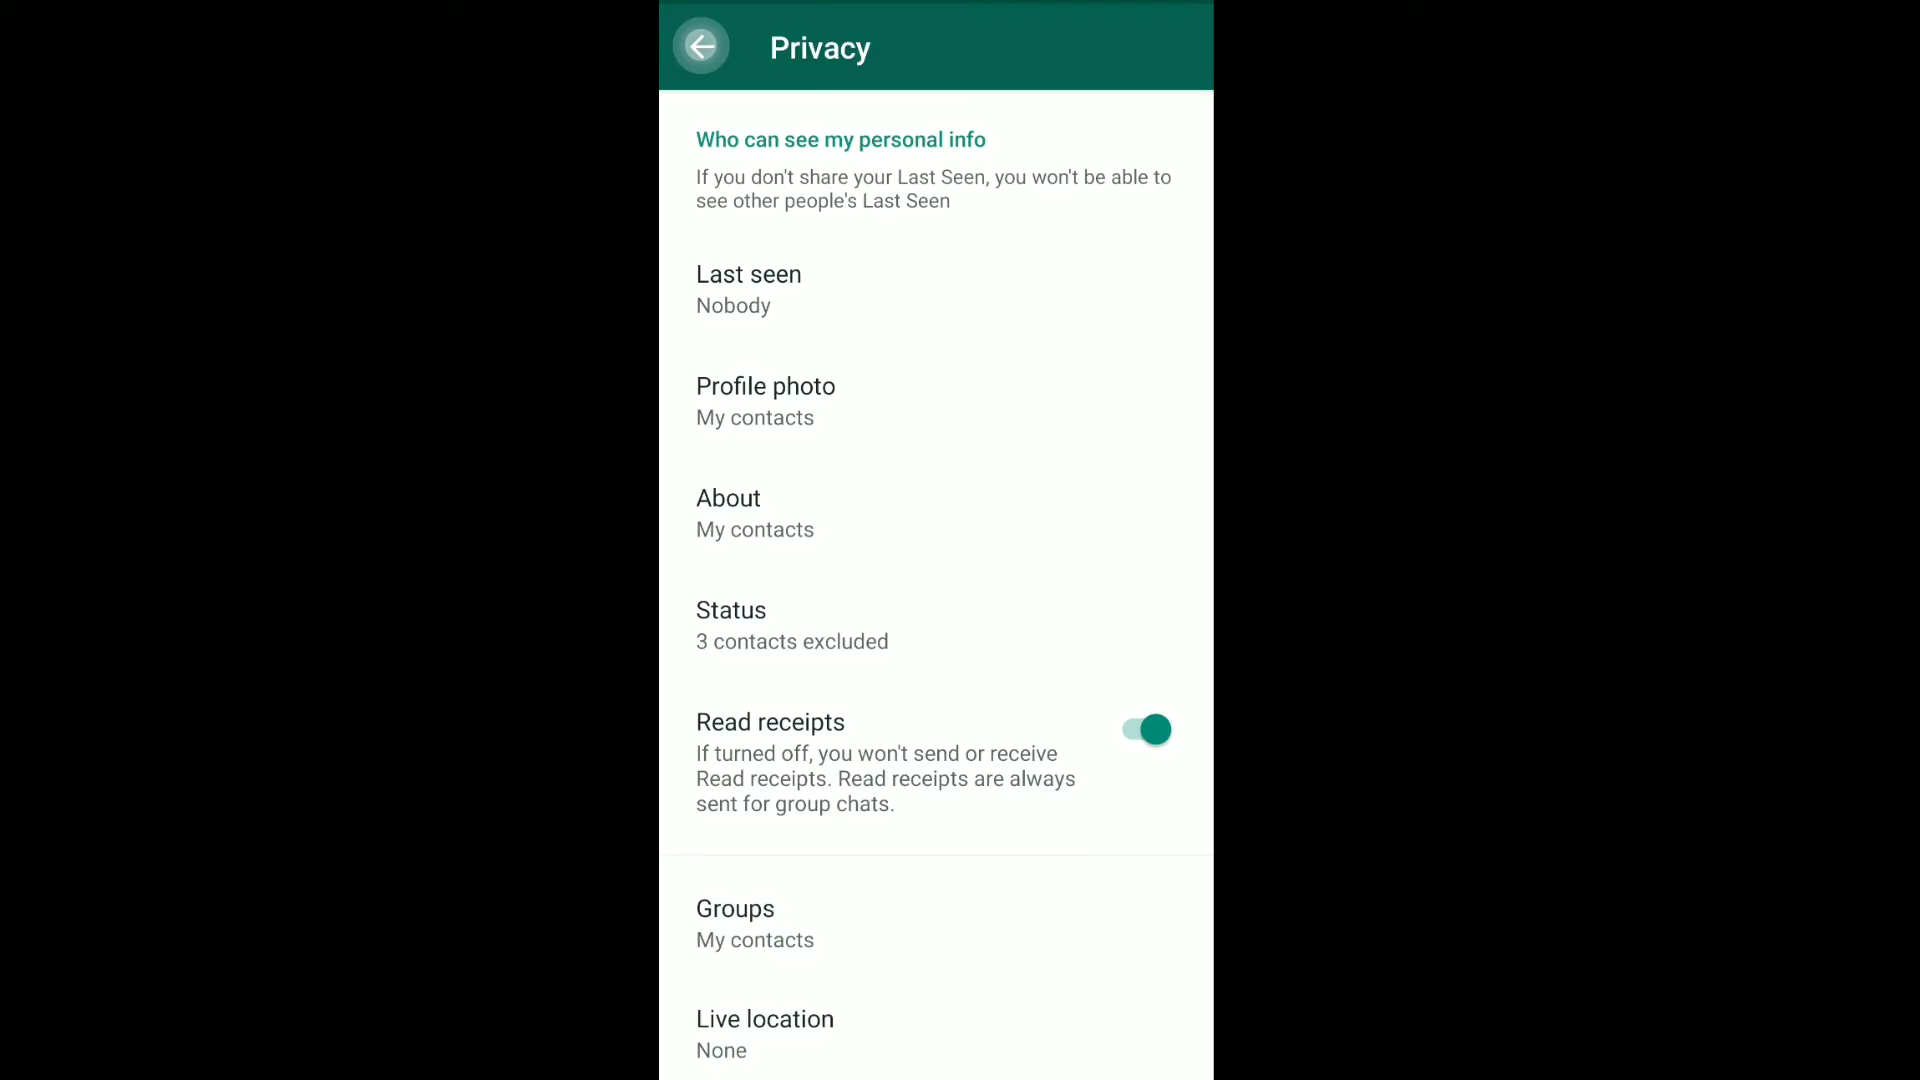 Privacy
Who can see my personal info
If you don't share your Last Seen, you won't be able to
see other people's Last Seen
Last seen
Nobody
Profile photo
My contacts
About
My contacts
Status
3 contacts excluded
Read receipts
If turned off, you won't send or receive
Read receipts. Read receipts are always
sent for group chats.
Groups
My contacts
Live location
None